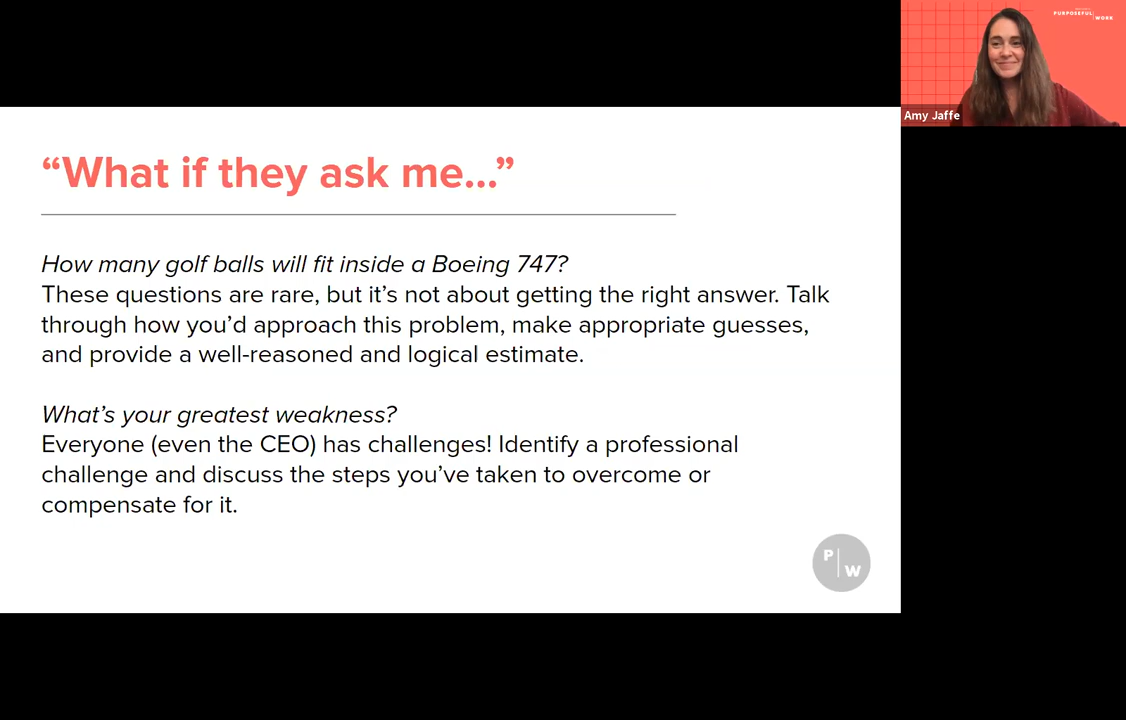 PURPOSEFUL WORK
Amy Jaffe
“What if they ask me...”
How many golf balls will fit inside a Boeing 747?
These questions are rare, but it’s not about getting the right answer. Talk
through how you’d approach this problem, make appropriate guesses,
and provide a well-reasoned and logical estimate.
What’s your greatest weakness?
Everyone (even the CEO) has challenges! Identify a professional
challenge and discuss the steps you’ve taken to overcome or
compensate for it.
P
W